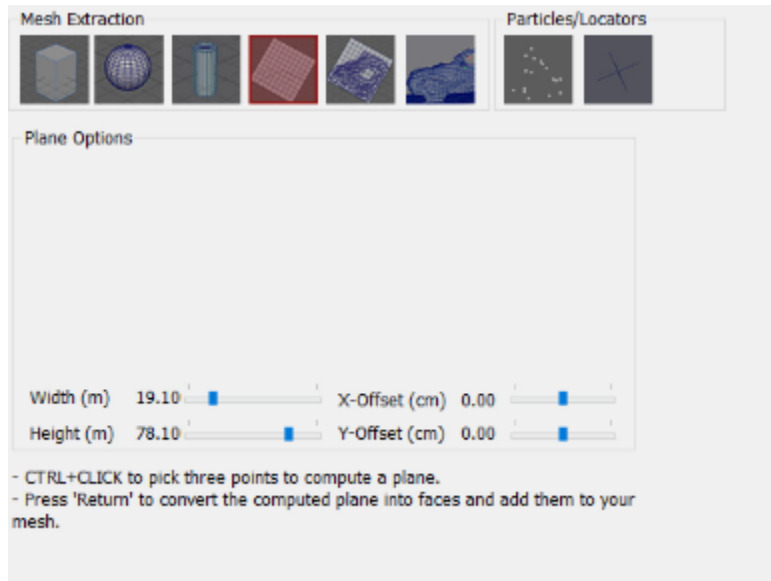 Mesh Extraction
Particles/Locators
Plane Options
Width (m) 19.10
X-Offset (cm) 0.00
Height (m) 78.10
Y-Offset (cm) 0.00
- CTRL+CLICK to pick three points to compute a plane.
- Press 'Return' to convert the computed plane into faces and add them to your
mesh.